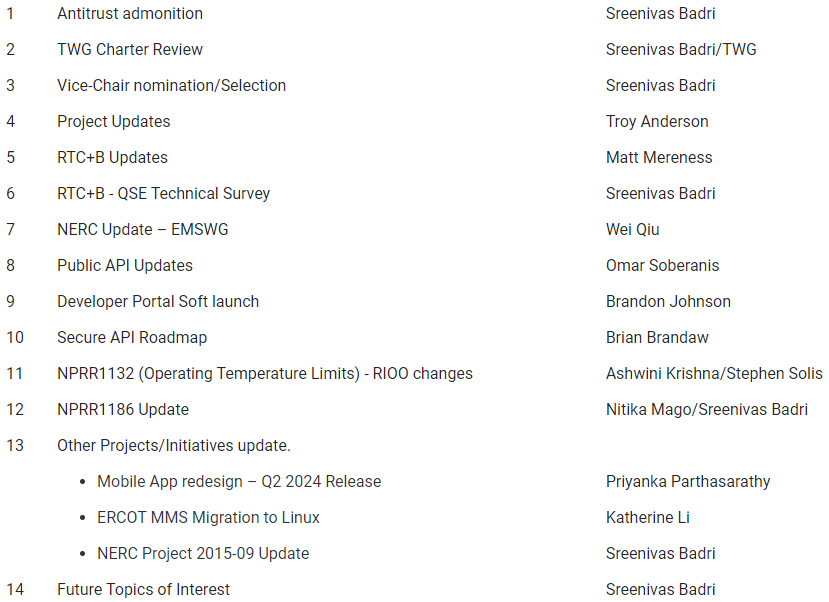 1 Antitrust admonition Sreenivas Badri
2 TWG Charter Review Sreenivas Badri/TWG
3 Vice-Chair nomination/Selection Sreenivas Badri
4 Project Updates Troy Anderson
5 RTC+B Updates Matt Mereness
6 RTC+B - QSE Technical Survey Sreenivas Badri
7 NERC Update – EMSWG Wei Qiu
8 Public API Updates Omar Soberanis
9 Developer Portal Soft launch Brandon Johnson
10 Secure API Roadmap Brian Brandaw
11 NPRR1132 (Operating Temperature Limits) - RIOO changes Ashwini Krishna/Stephen Solis
12 NPRR1186 Update Nitika Mago/Sreenivas Badri
13 Other Projects/Initiatives update.
• Mobile App redesign – Q2 2024 Release Priyanka Parthasarathy
• ERCOT MMS Migration to Linux Katherine Li
• NERC Project 2015-09 Update Sreenivas Badri
14 Future Topics of Interest Sreenivas Badri